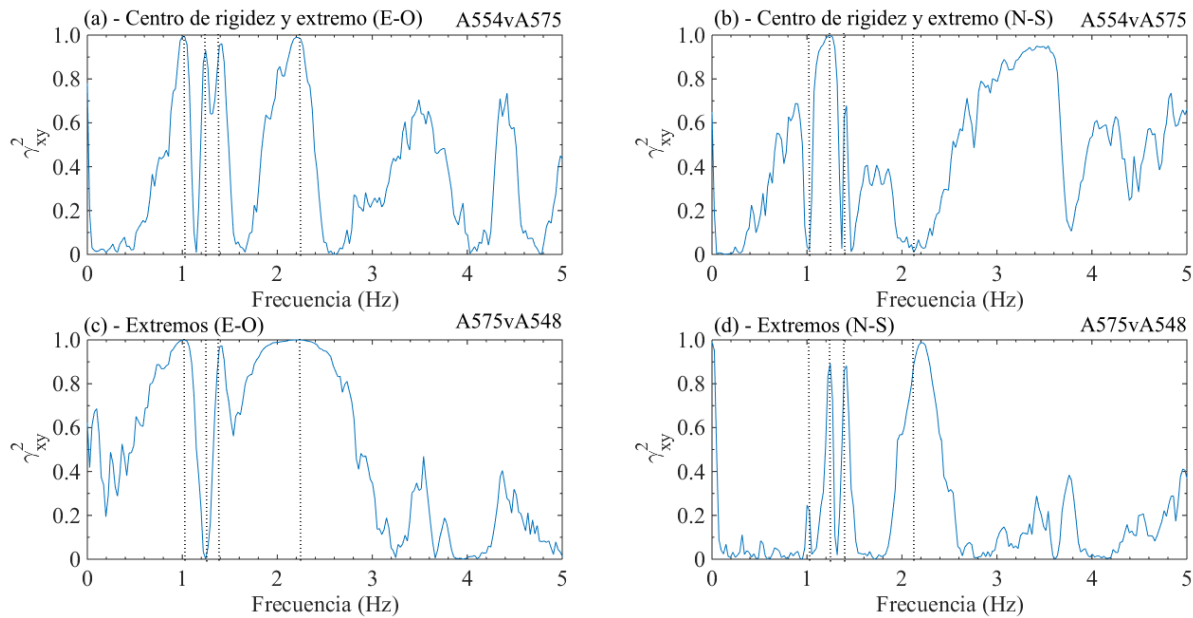 (a) - Centro de rigidez y extremo (E-O) A554vA575
1.0
0.8
0.6
0.4
0.2
0
γ²xy
0 1 2 3 4 5
Frecuencia (Hz)
(b) - Centro de rigidez y extremo (N-S) A554vA575
1.0
0.8
0.6
0.4
0.2
0
γ²xy
0 1 2 3 4 5
Frecuencia (Hz)
(c) - Extremos (E-O) A575vA548
1.0
0.8
0.6
0.4
0.2
0
γ²xy
0 1 2 3 4 5
Frecuencia (Hz)
(d) - Extremos (N-S) A575vA548
1.0
0.8
0.6
0.4
0.2
0
γ²xy
0 1 2 3 4 5
Frecuencia (Hz)